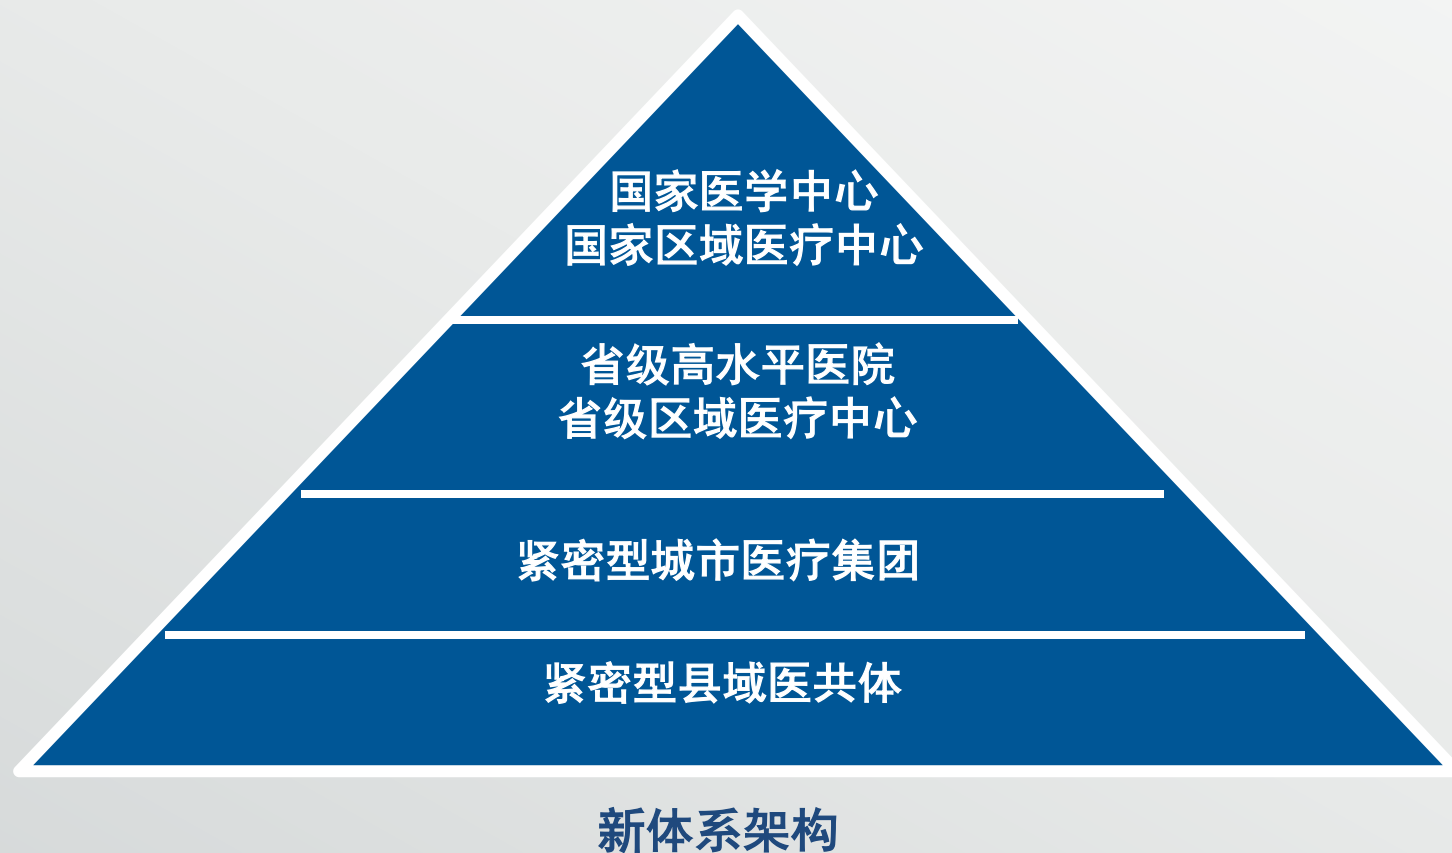 国家医学中心
国家区域医疗中心
省级高水平医院
省级区域医疗中心
紧密型城市医疗集团
紧密型县域医共体
新体系架构